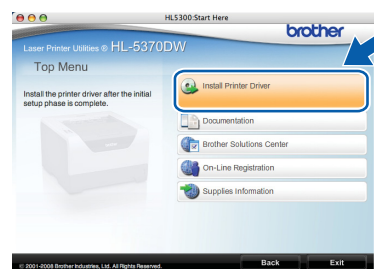 HL5300:Start Here
brother
Laser Printer Utilities ® HL-5370DW
Top Menu
Install the printer driver after the initial
setup phase is complete.
Install Printer Driver
Documentation
Brother Solutions Center
On-Line Registration
Supplies Information
© 2001-2008 Brother Industries, Ltd. All Rights Reserved.
Back
Exit